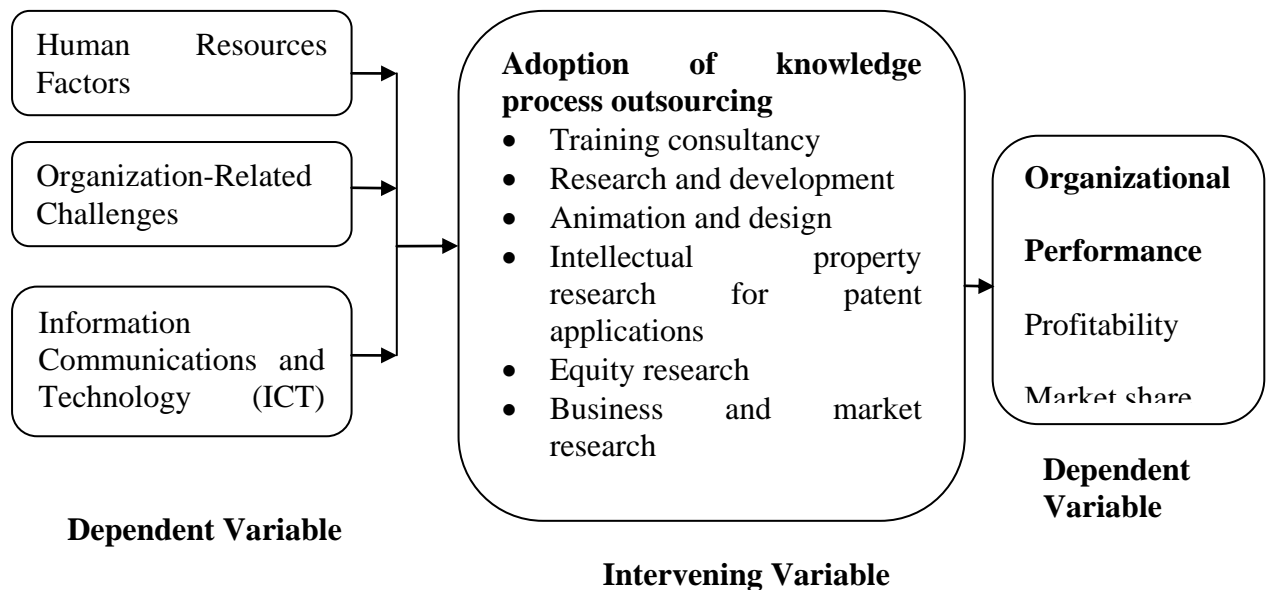 Human Resources
Factors
Organization-Related
Challenges
Information
Communications and
Technology (ICT)
Dependent Variable
Adoption of knowledge
process outsourcing
• Training consultancy
• Research and development
• Animation and design
• Intellectual property
research for patent
applications
• Equity research
• Business and market
research
Intervening Variable
Organizational
Performance
Profitability
Market share
Dependent
Variable